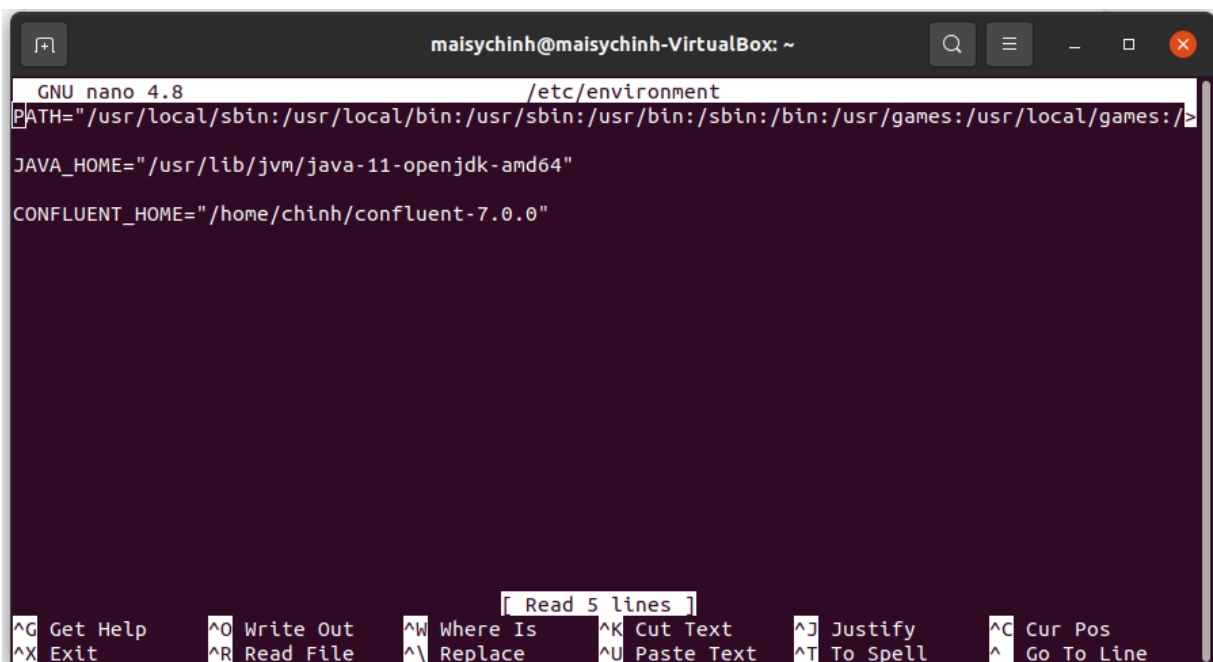 maisychinh@maisychinh-VirtualBox: ~
GNU nano 4.8 /etc/environment
PATH="/usr/local/sbin:/usr/local/bin:/usr/sbin:/usr/bin:/sbin:/bin:/usr/games:/usr/local/games:/>
JAVA_HOME="/usr/lib/jvm/java-11-openjdk-amd64"
CONFLUENT_HOME="/home/chinh/confluent-7.0.0"
[ Read 5 lines ]
^G Get Help ^O Write Out ^W Where Is ^K Cut Text ^J Justify ^C Cur Pos
^X Exit ^R Read File ^\ Replace ^U Paste Text ^T To Spell ^_ Go To Line